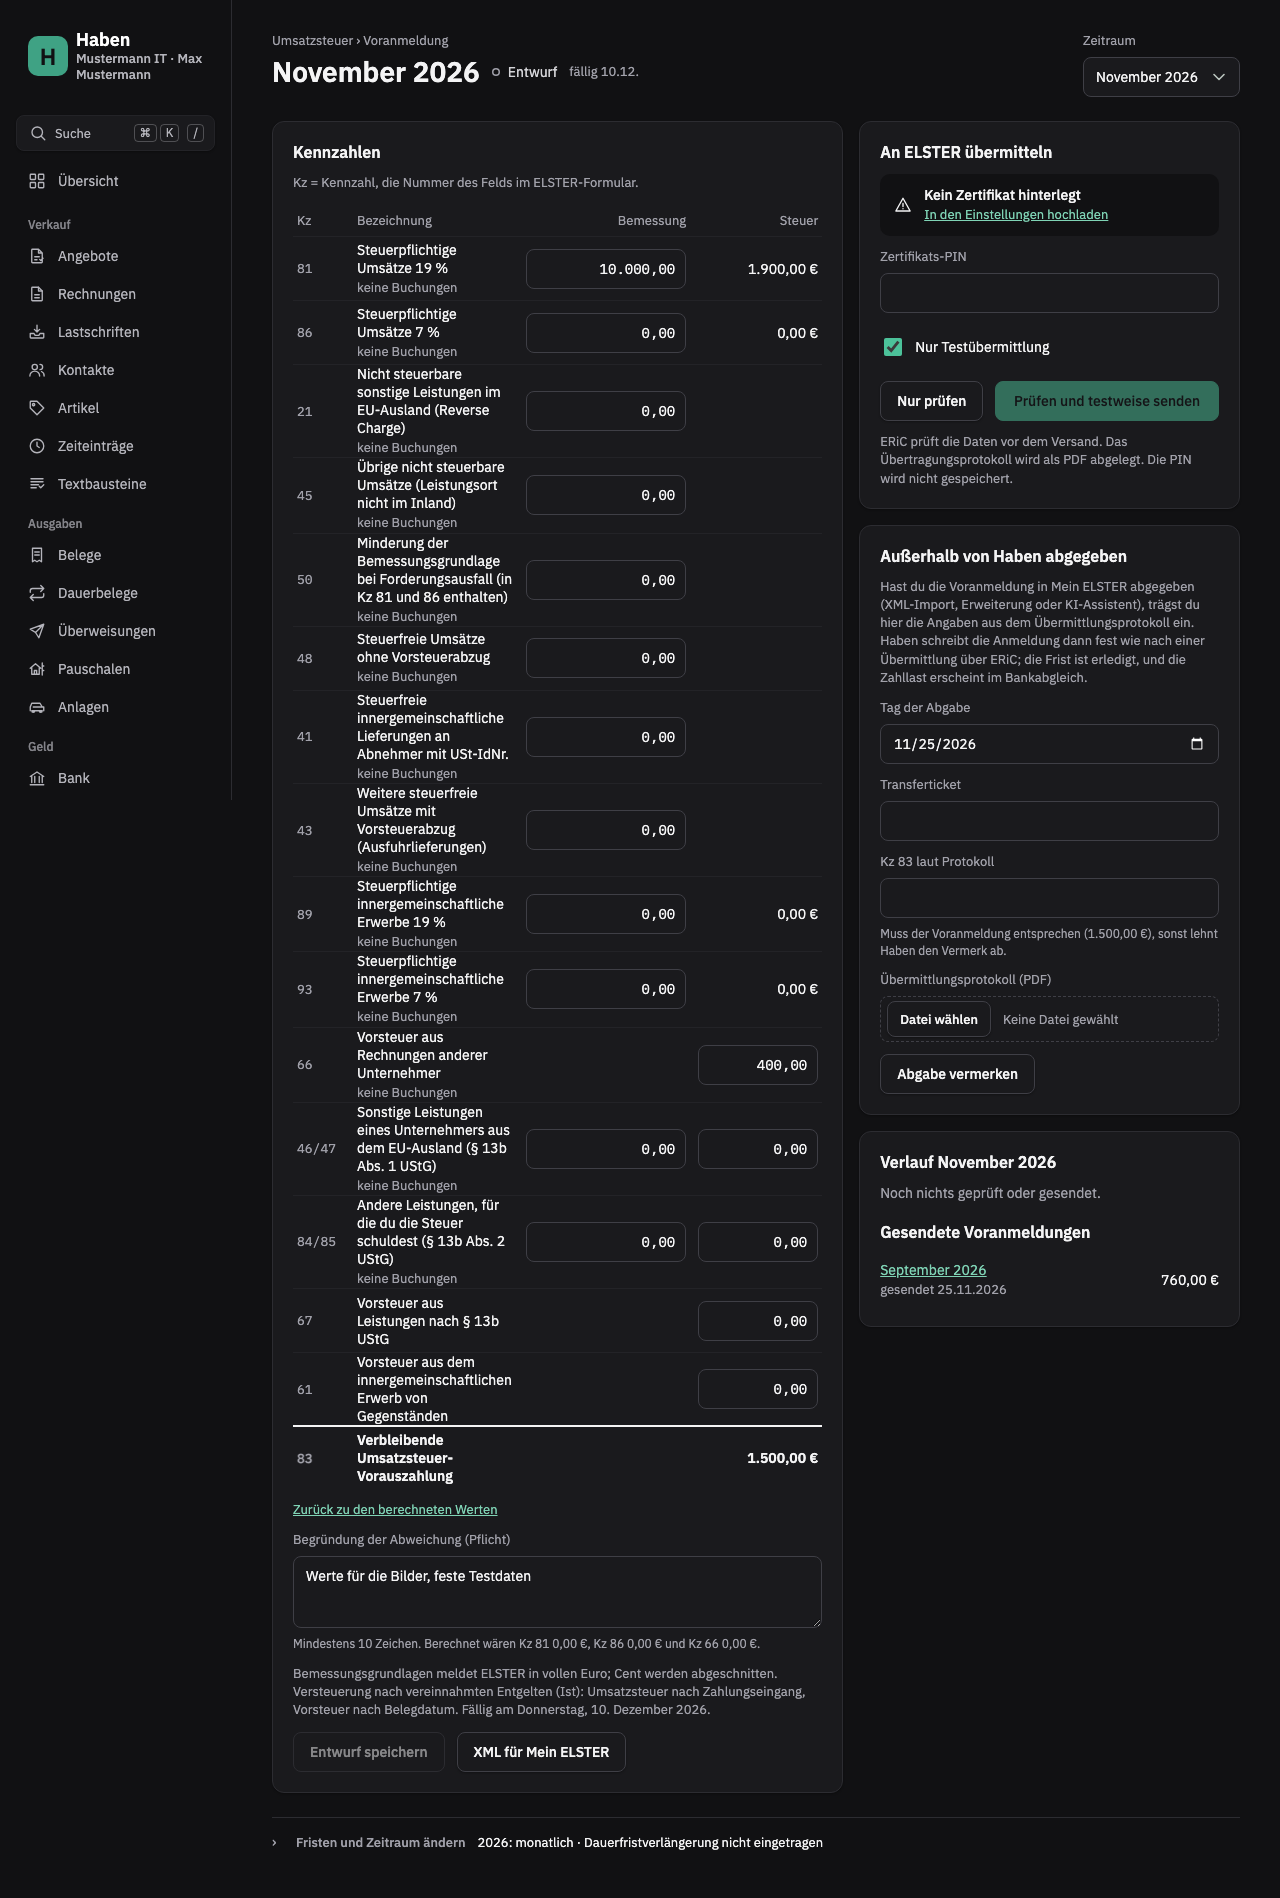 H
Haben
Mustermann IT · Max
Mustermann
Suche ⌘ K /
Übersicht
Verkauf
Angebote
Rechnungen
Lastschriften
Kontakte
Artikel
Zeiteinträge
Textbausteine
Ausgaben
Belege
Dauerbelege
Überweisungen
Pauschalen
Anlagen
Geld
Bank
Umsatzsteuer › Voranmeldung
November 2026 Entwurf fällig 10.12.
Zeitraum
November 2026
Kennzahlen
Kz = Kennzahl, die Nummer des Felds im ELSTER-Formular.
Kz Bezeichnung Bemessung Steuer
Steuerpflichtige
81 Umsätze 19 % 10.000,00 1.900,00 €
keine Buchungen
Steuerpflichtige
86 Umsätze 7 % 0,00 0,00 €
keine Buchungen
Nicht steuerbare
sonstige Leistungen im
21 EU-Ausland (Reverse 0,00
Charge)
keine Buchungen
Übrige nicht steuerbare
45 Umsätze (Leistungsort 0,00
nicht im Inland)
keine Buchungen
Minderung der
Bemessungsgrundlage
50 bei Forderungsausfall (in 0,00
Kz 81 und 86 enthalten)
keine Buchungen
Steuerfreie Umsätze
48 ohne Vorsteuerabzug 0,00
keine Buchungen
Steuerfreie
innergemeinschaftliche
41 Lieferungen an 0,00
Abnehmer mit USt-IdNr.
keine Buchungen
Weitere steuerfreie
Umsätze mit
43 Vorsteuerabzug 0,00
(Ausfuhrlieferungen)
keine Buchungen
Steuerpflichtige
89 innergemeinschaftliche 0,00 0,00 €
Erwerbe 19 %
keine Buchungen
Steuerpflichtige
93 innergemeinschaftliche 0,00 0,00 €
Erwerbe 7 %
keine Buchungen
Vorsteuer aus
66 Rechnungen anderer 400,00
Unternehmer
keine Buchungen
Sonstige Leistungen
eines Unternehmers aus
46/47 dem EU-Ausland (§ 13b 0,00 0,00
Abs. 1 UStG)
keine Buchungen
Andere Leistungen, für
die du die Steuer
84/85 schuldest (§ 13b Abs. 2 0,00 0,00
UStG)
keine Buchungen
Vorsteuer aus
67 Leistungen nach § 13b 0,00
UStG
Vorsteuer aus dem
innergemeinschaftlichen
61 Erwerb von 0,00
Gegenständen
Verbleibende
83 Umsatzsteuer- 1.500,00 €
Vorauszahlung
Zurück zu den berechneten Werten
Begründung der Abweichung (Pflicht)
Werte für die Bilder, feste Testdaten
Mindestens 10 Zeichen. Berechnet wären Kz 81 0,00 €, Kz 86 0,00 € und Kz 66 0,00 €.
Bemessungsgrundlagen meldet ELSTER in vollen Euro; Cent werden abgeschnitten.
Versteuerung nach vereinnahmten Entgelten (Ist): Umsatzsteuer nach Zahlungseingang,
Vorsteuer nach Belegdatum. Fällig am Donnerstag, 10. Dezember 2026.
Entwurf speichern XML für Mein ELSTER
An ELSTER übermitteln
Kein Zertifikat hinterlegt
In den Einstellungen hochladen
Zertifikats-PIN
Nur Testübermittlung
Nur prüfen Prüfen und testweise senden
ERiC prüft die Daten vor dem Versand. Das
Übertragungsprotokoll wird als PDF abgelegt. Die PIN
wird nicht gespeichert.
Außerhalb von Haben abgegeben
Hast du die Voranmeldung in Mein ELSTER abgegeben
(XML-Import, Erweiterung oder KI-Assistent), trägst du
hier die Angaben aus dem Übermittlungsprotokoll ein.
Haben schreibt die Anmeldung dann fest wie nach einer
Übermittlung über ERiC; die Frist ist erledigt, und die
Zahllast erscheint im Bankabgleich.
Tag der Abgabe
11/25/2026
Transferticket
Kz 83 laut Protokoll
Muss der Voranmeldung entsprechen (1.500,00 €), sonst lehnt
Haben den Vermerk ab.
Übermittlungsprotokoll (PDF)
Datei wählen Keine Datei gewählt
Abgabe vermerken
Verlauf November 2026
Noch nichts geprüft oder gesendet.
Gesendete Voranmeldungen
September 2026
gesendet 25.11.2026 760,00 €
› Fristen und Zeitraum ändern 2026: monatlich · Dauerfristverlängerung nicht eingetragen